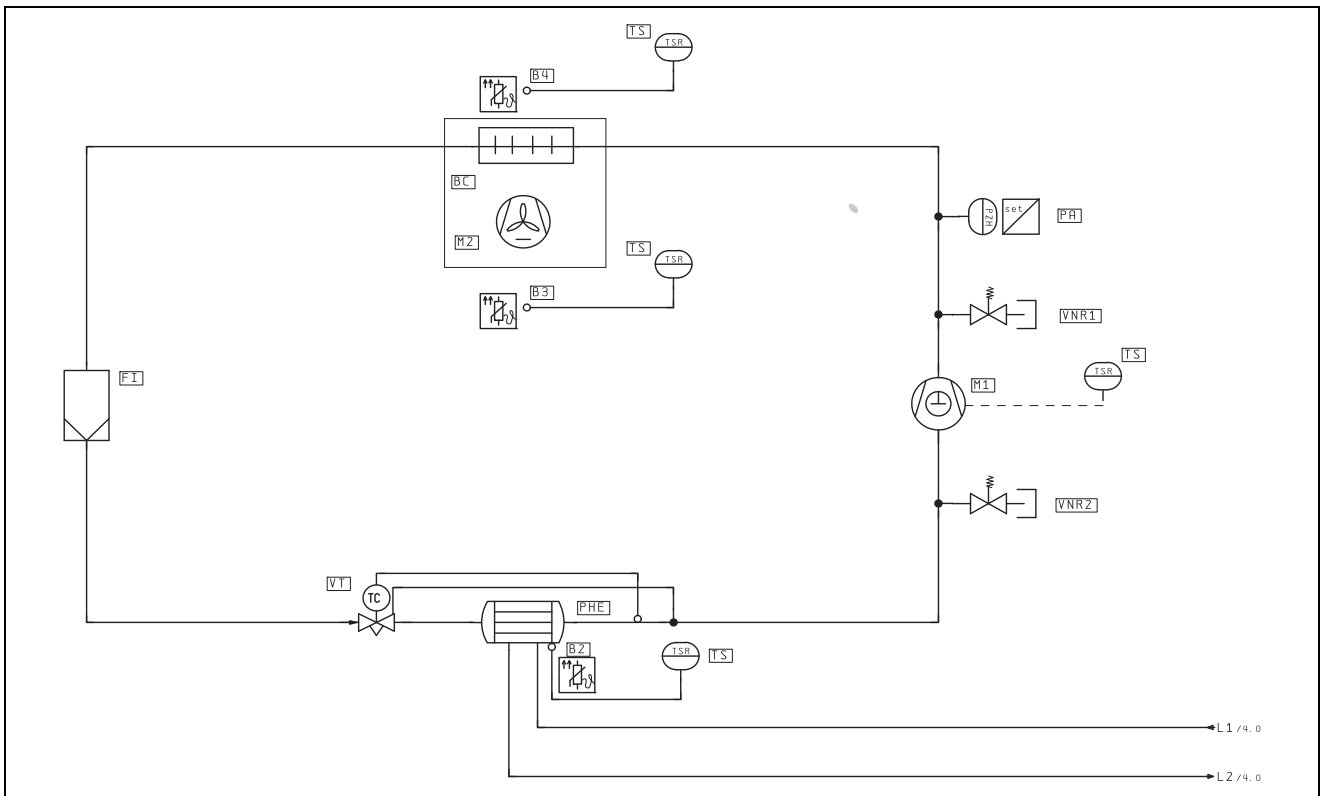 TS
TSR
B4
BC
PZH
set
PA
M2
TS
TSR
B3
VNR1
TS
TSR
FI
M1
VNR2
VT
TC
PHE
B2
TSR
TS
L1/4.0
L2/4.0